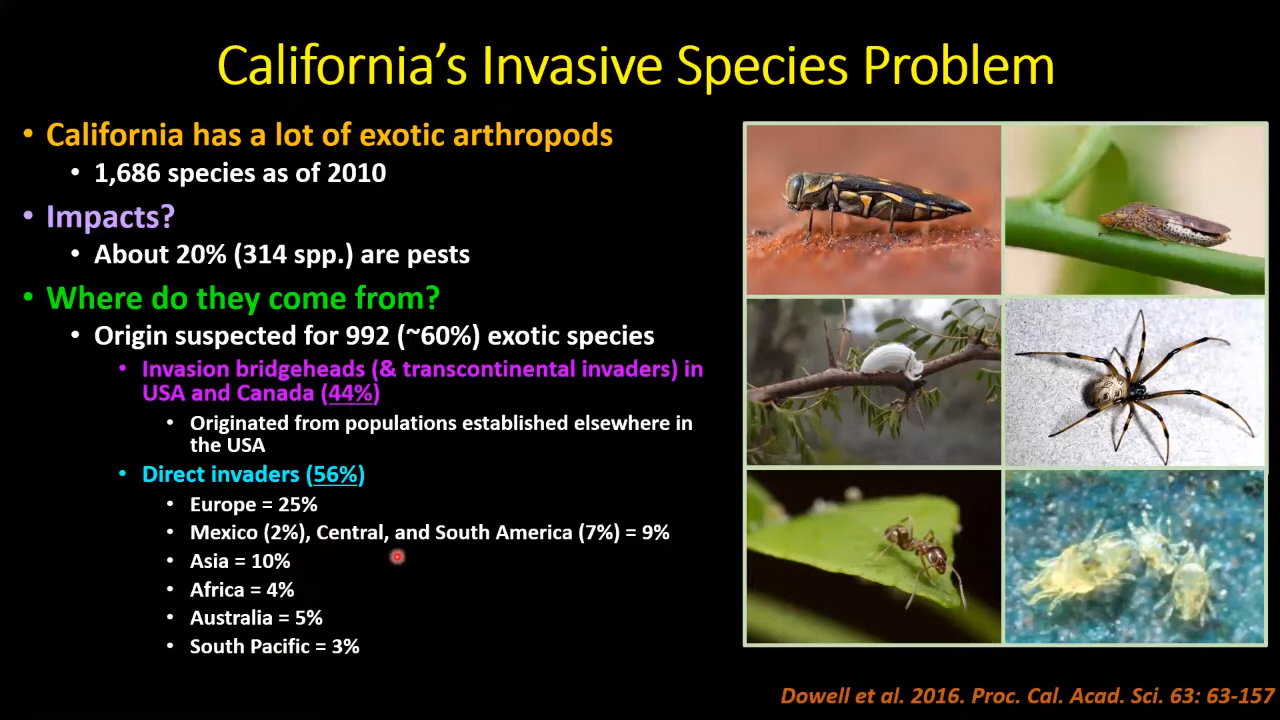 California's Invasive Species Problem
• California has a lot of exotic arthropods
• 1,686 species as of 2010
• Impacts?
• About 20% (314 spp.) are pests
• Where do they come from?
• Origin suspected for 992 (~60%) exotic species
• Invasion bridgeheads (& transcontinental invaders) in
USA and Canada (44%)
• Originated from populations established elsewhere in
the USA
• Direct invaders (56%)
• Europe = 25%
• Mexico (2%), Central, and South America (7%) = 9%
• Asia = 10%
• Africa = 4%
• Australia = 5%
• South Pacific = 3%
Dowell et al. 2016. Proc. Cal. Acad. Sci. 63: 63-157